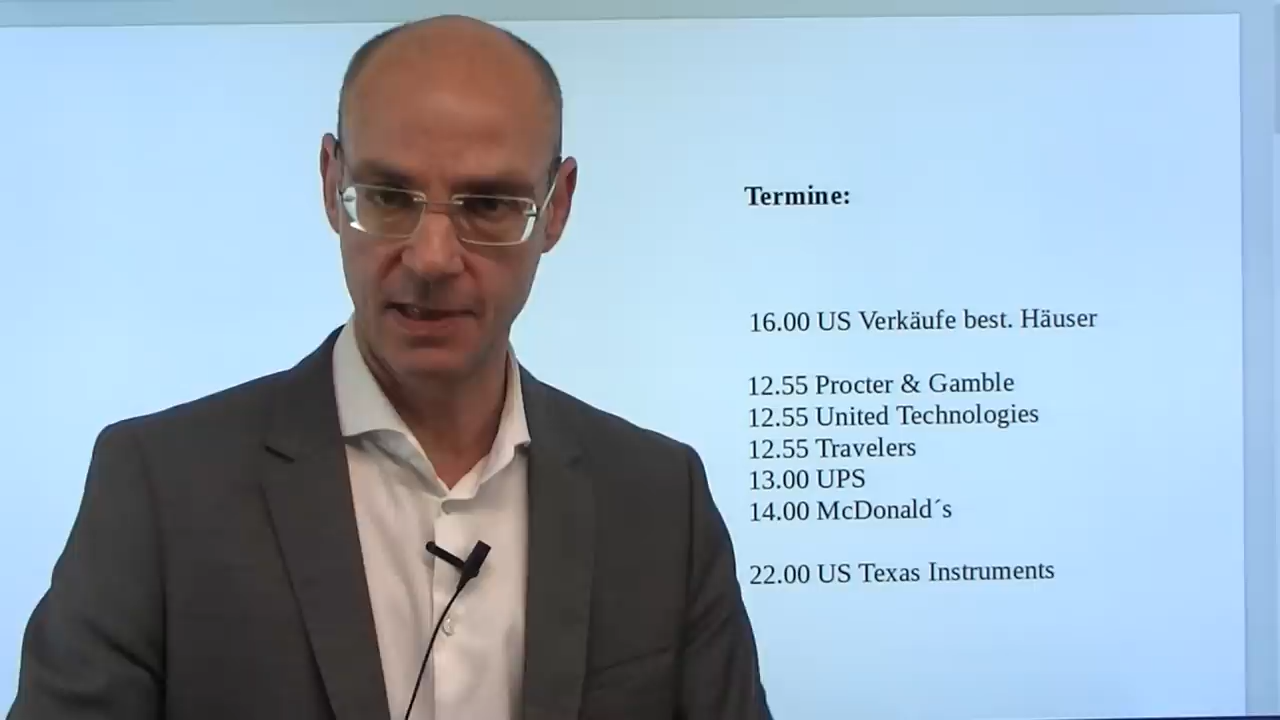 Termine:
16.00 US Verkäufe best. Häuser
12.55 Procter & Gamble
12.55 United Technologies
12.55 Travelers
13.00 UPS
14.00 McDonald´s
22.00 US Texas Instruments